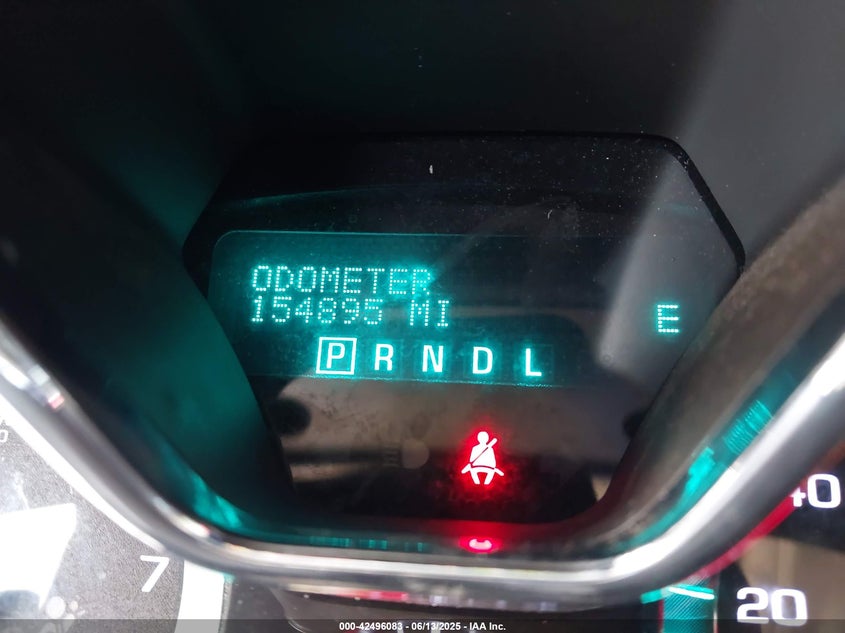 ODOMETER
154895 MI
E
P R N D L
7
40
20
000-42496083 - 06/13/2025 - IAA Inc.